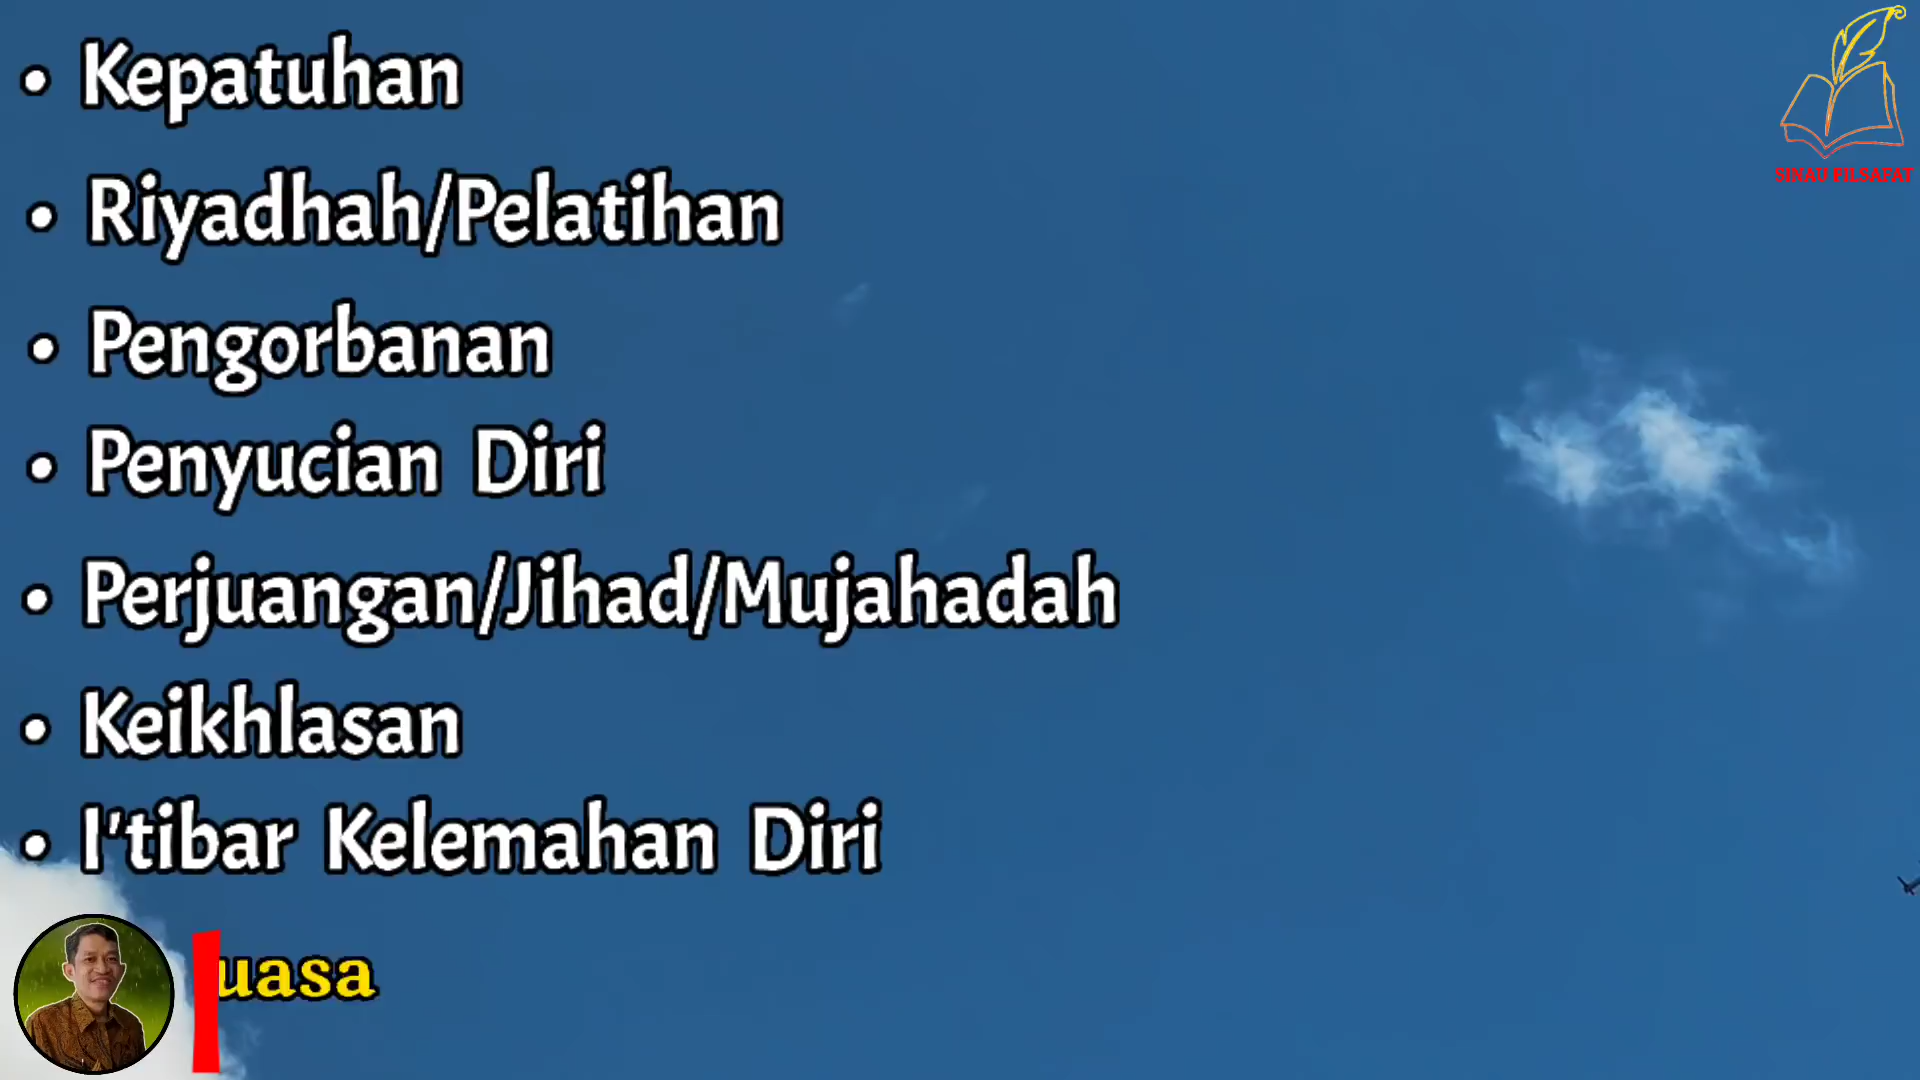 • Kepatuhan
• Riyadhah/Pelatihan
• Pengorbanan
• Penyucian Diri
• Perjuangan/Jihad/Mujahadah
• Keikhlasan
• I'tibar Kelemahan Diri
uasa
SINAU FILSAFAT